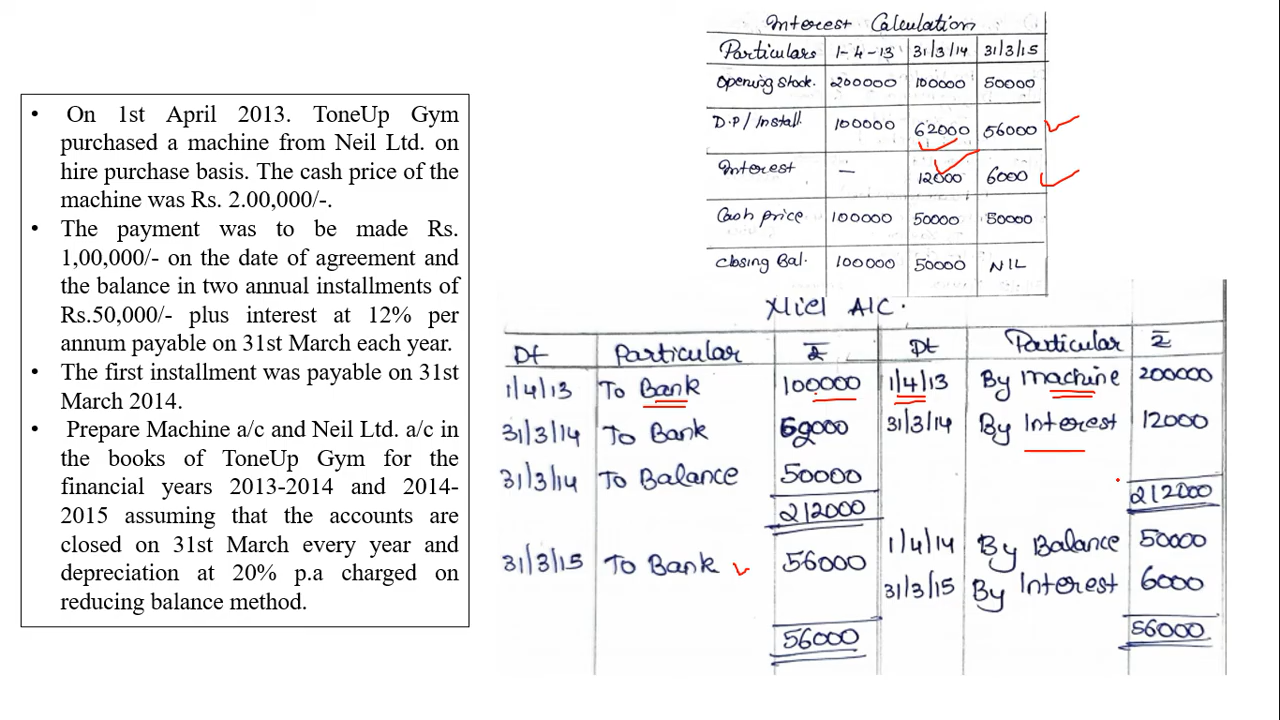 • On 1st April 2013. ToneUp Gym
purchased a machine from Neil Ltd. on
hire purchase basis. The cash price of the
machine was Rs. 2.00,000/-.
• The payment was to be made Rs.
1,00,000/- on the date of agreement and
the balance in two annual installments of
Rs.50,000/- plus interest at 12% per
annum payable on 31st March each year.
• The first installment was payable on 31st
March 2014.
• Prepare Machine a/c and Neil Ltd. a/c in
the books of ToneUp Gym for the
financial years 2013-2014 and 2014-
2015 assuming that the accounts are
closed on 31st March every year and
depreciation at 20% p.a charged on
reducing balance method.
Interest Calculation
Particulars 1-4-13 31/3/14 31/3/15
Opening Stock. 200000 100000 50000
D.P/Install. 100000 62000 56000
Interest — 12000 6000
Cash price 100000 50000 50000
Closing Bal. 100000 50000 NIL
A/C.
Dt Particular Dt Particular
1/4/13 To Bank 100000 1/4/13 By Machine 200000
31/3/14 To Bank 62000 31/3/14 By Interest 12000
31/3/14 To Balance 50000
212000 212000
1/4/14 By Balance 50000
31/3/15 To Bank 56000 31/3/15 By Interest 6000
56000 56000